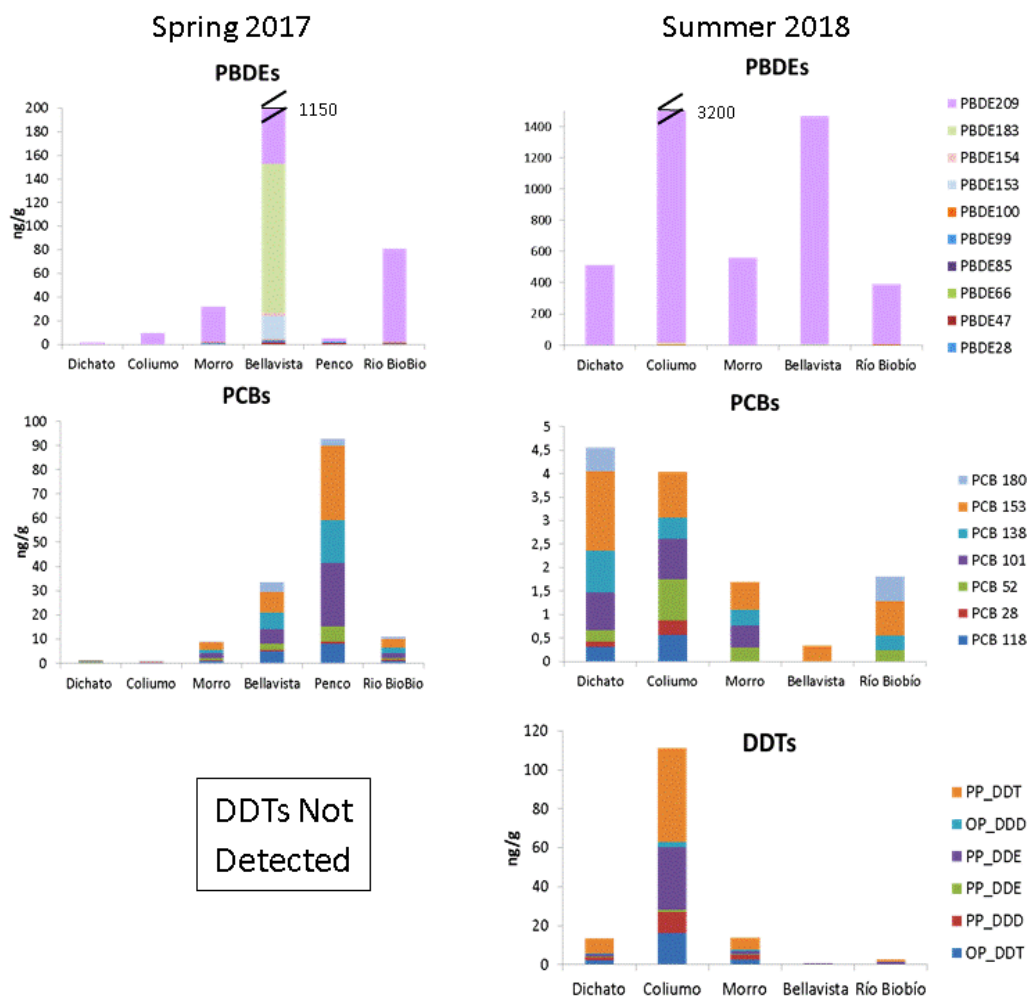 Spring 2017
Summer 2018
PBDEs
1150
200
180
160
140
120
100
80
60
40
20
0
ng/g
Dichato Coliumo Morro Bellavista Penco Rio BioBio
PBDEs
3200
1400
1200
1000
800
600
400
200
0
Dichato Coliumo Morro Bellavista Río Biobío
PBDE209
PBDE183
PBDE154
PBDE153
PBDE100
PBDE99
PBDE85
PBDE66
PBDE47
PBDE28
PCBs
100
90
80
70
60
50
40
30
20
10
0
ng/g
Dichato Coliumo Morro Bellavista Penco Rio BioBio
PCBs
5
4,5
4
3,5
3
2,5
2
1,5
1
0,5
0
Dichato Coliumo Morro Bellavista Río Biobío
PCB 180
PCB 153
PCB 138
PCB 101
PCB 52
PCB 28
PCB 118
DDTs Not
Detected
DDTs
120
100
80
60
40
20
0
ng/g
Dichato Coliumo Morro Bellavista Río Biobío
PP_DDT
OP_DDD
PP_DDE
PP_DDE
PP_DDD
OP_DDT